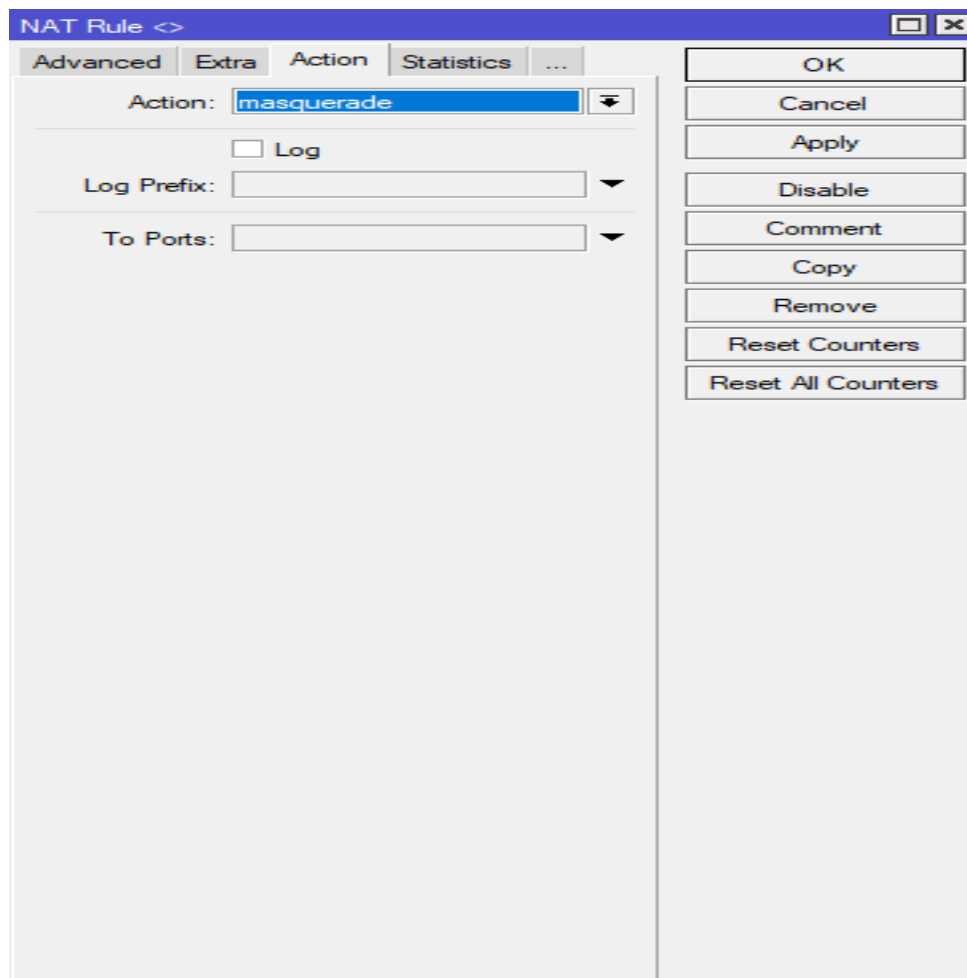 NAT Rule <>
Advanced Extra Action Statistics ...
Action: masquerade
Log
Log Prefix:
To Ports:
OK
Cancel
Apply
Disable
Comment
Copy
Remove
Reset Counters
Reset All Counters